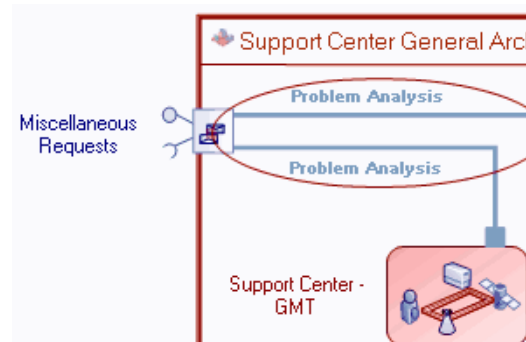 Support Center General Arc
Problem Analysis
Miscellaneous
Requests
Problem Analysis
Support Center -
GMT